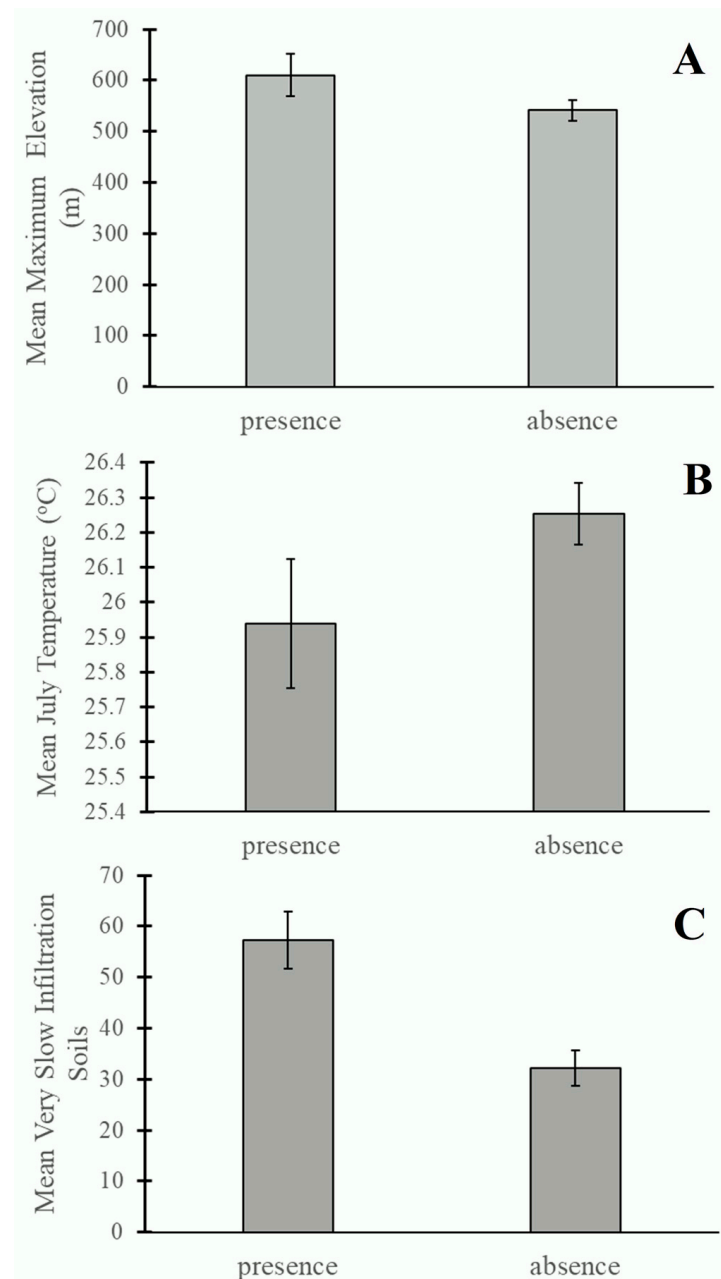 700
600
500
400
300
200
100
0
Mean Maximum Elevation
(m)
A
presence absence
26.4
26.3
26.2
26.1
26
25.9
25.8
25.7
25.6
25.5
25.4
Mean July Temperature (°C)
B
presence absence
70
60
50
40
30
20
10
0
Mean Very Slow Infiltration
Soils
C
presence absence